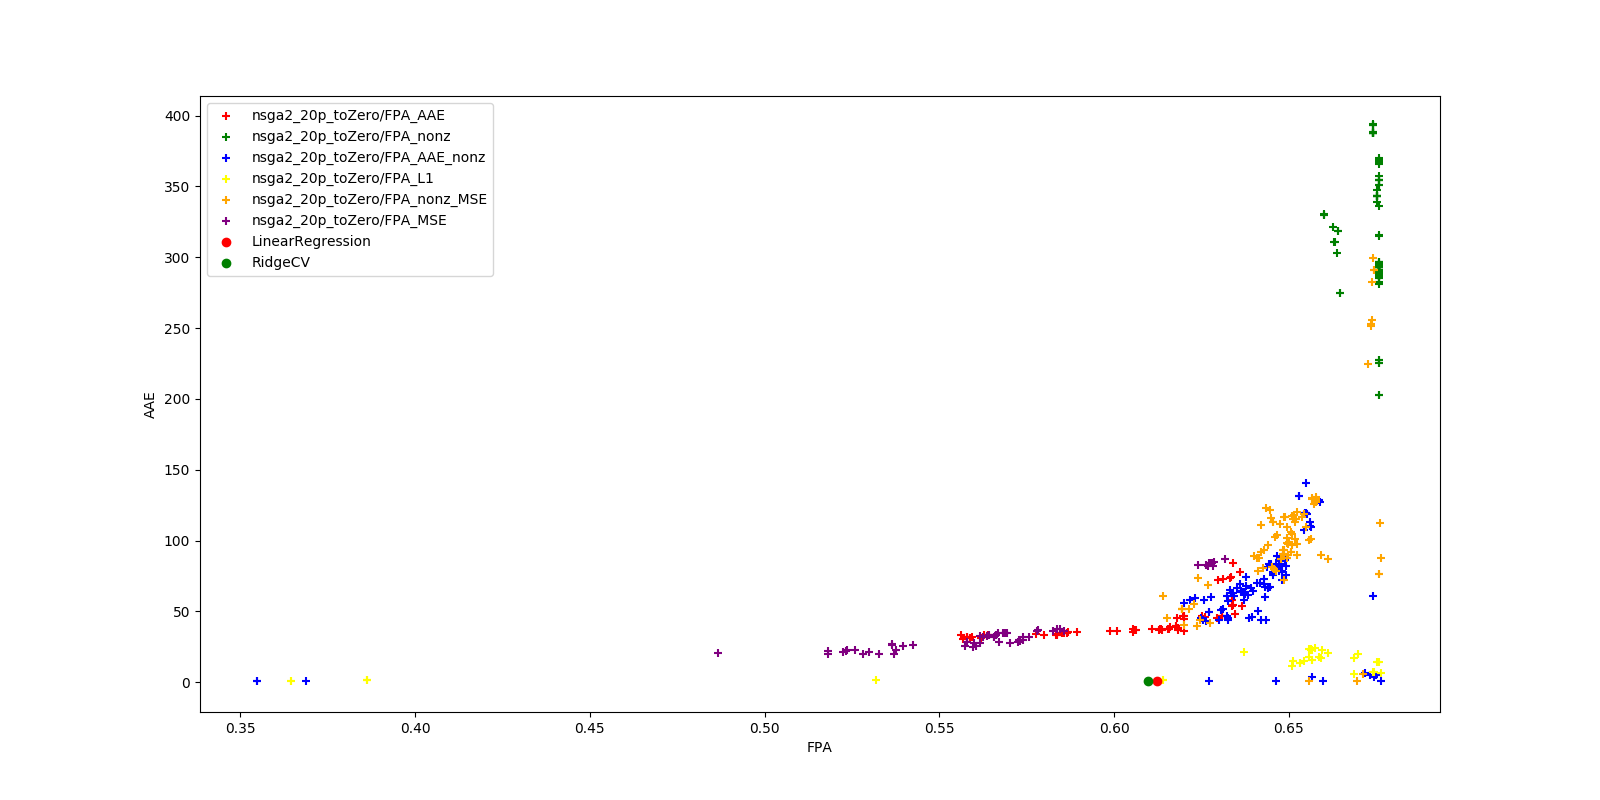 400
350
300
250
200
150
100
50
0
AAE
nsga2_20p_toZero/FPA_AAE
nsga2_20p_toZero/FPA_nonz
nsga2_20p_toZero/FPA_AAE_nonz
nsga2_20p_toZero/FPA_L1
nsga2_20p_toZero/FPA_nonz_MSE
nsga2_20p_toZero/FPA_MSE
LinearRegression
RidgeCV
0.35
0.40
0.45
0.50
0.55
0.60
0.65
FPA